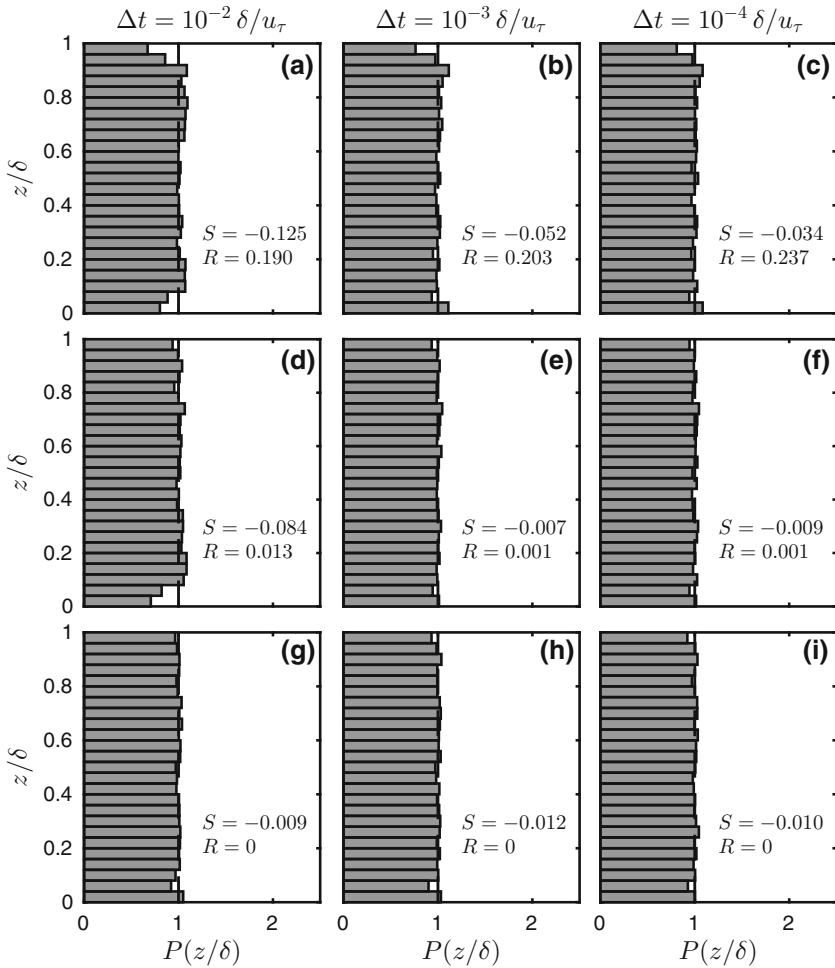 Δt = 10⁻² δ/u_τ
Δt = 10⁻³ δ/u_τ
Δt = 10⁻⁴ δ/u_τ
1
0.8
0.6
0.4
0.2
0
z/δ
(a)
S = −0.125
R = 0.190
(b)
S = −0.052
R = 0.203
(c)
S = −0.034
R = 0.237
1
0.8
0.6
0.4
0.2
0
z/δ
(d)
S = −0.084
R = 0.013
(e)
S = −0.007
R = 0.001
(f)
S = −0.009
R = 0.001
1
0.8
0.6
0.4
0.2
0
z/δ
(g)
S = −0.009
R = 0
(h)
S = −0.012
R = 0
(i)
S = −0.010
R = 0
0 1 2
0 1 2
0 1 2
P(z/δ)
P(z/δ)
P(z/δ)